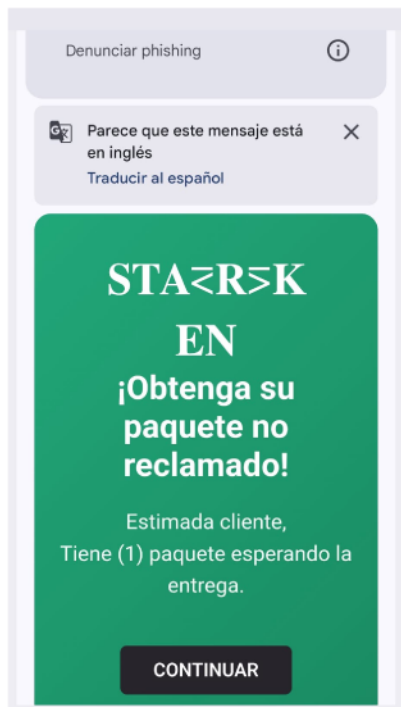 Denunciar phishing
Parece que este mensaje está
en inglés
Traducir al español
STA⋜R⋝K
EN
¡Obtenga su
paquete no
reclamado!
Estimada cliente,
Tiene (1) paquete esperando la
entrega.
CONTINUAR